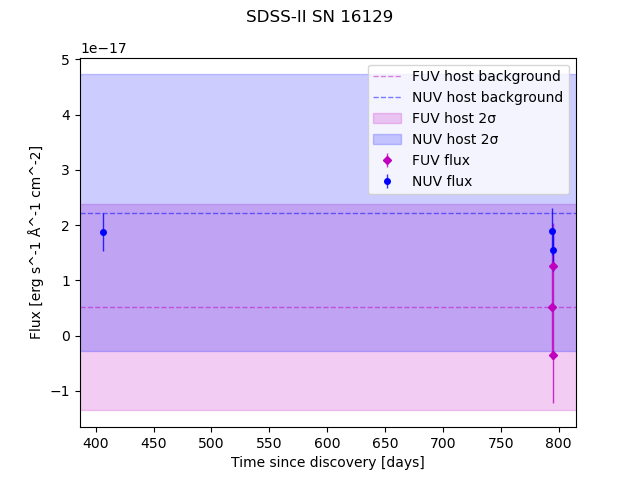 SDSS-II SN 16129
1e−17
5
4
3
2
1
0
−1
Flux [erg s^-1 Å^-1 cm^-2]
FUV host background
NUV host background
FUV host 2σ
NUV host 2σ
FUV flux
NUV flux
400 450 500 550 600 650 700 750 800
Time since discovery [days]